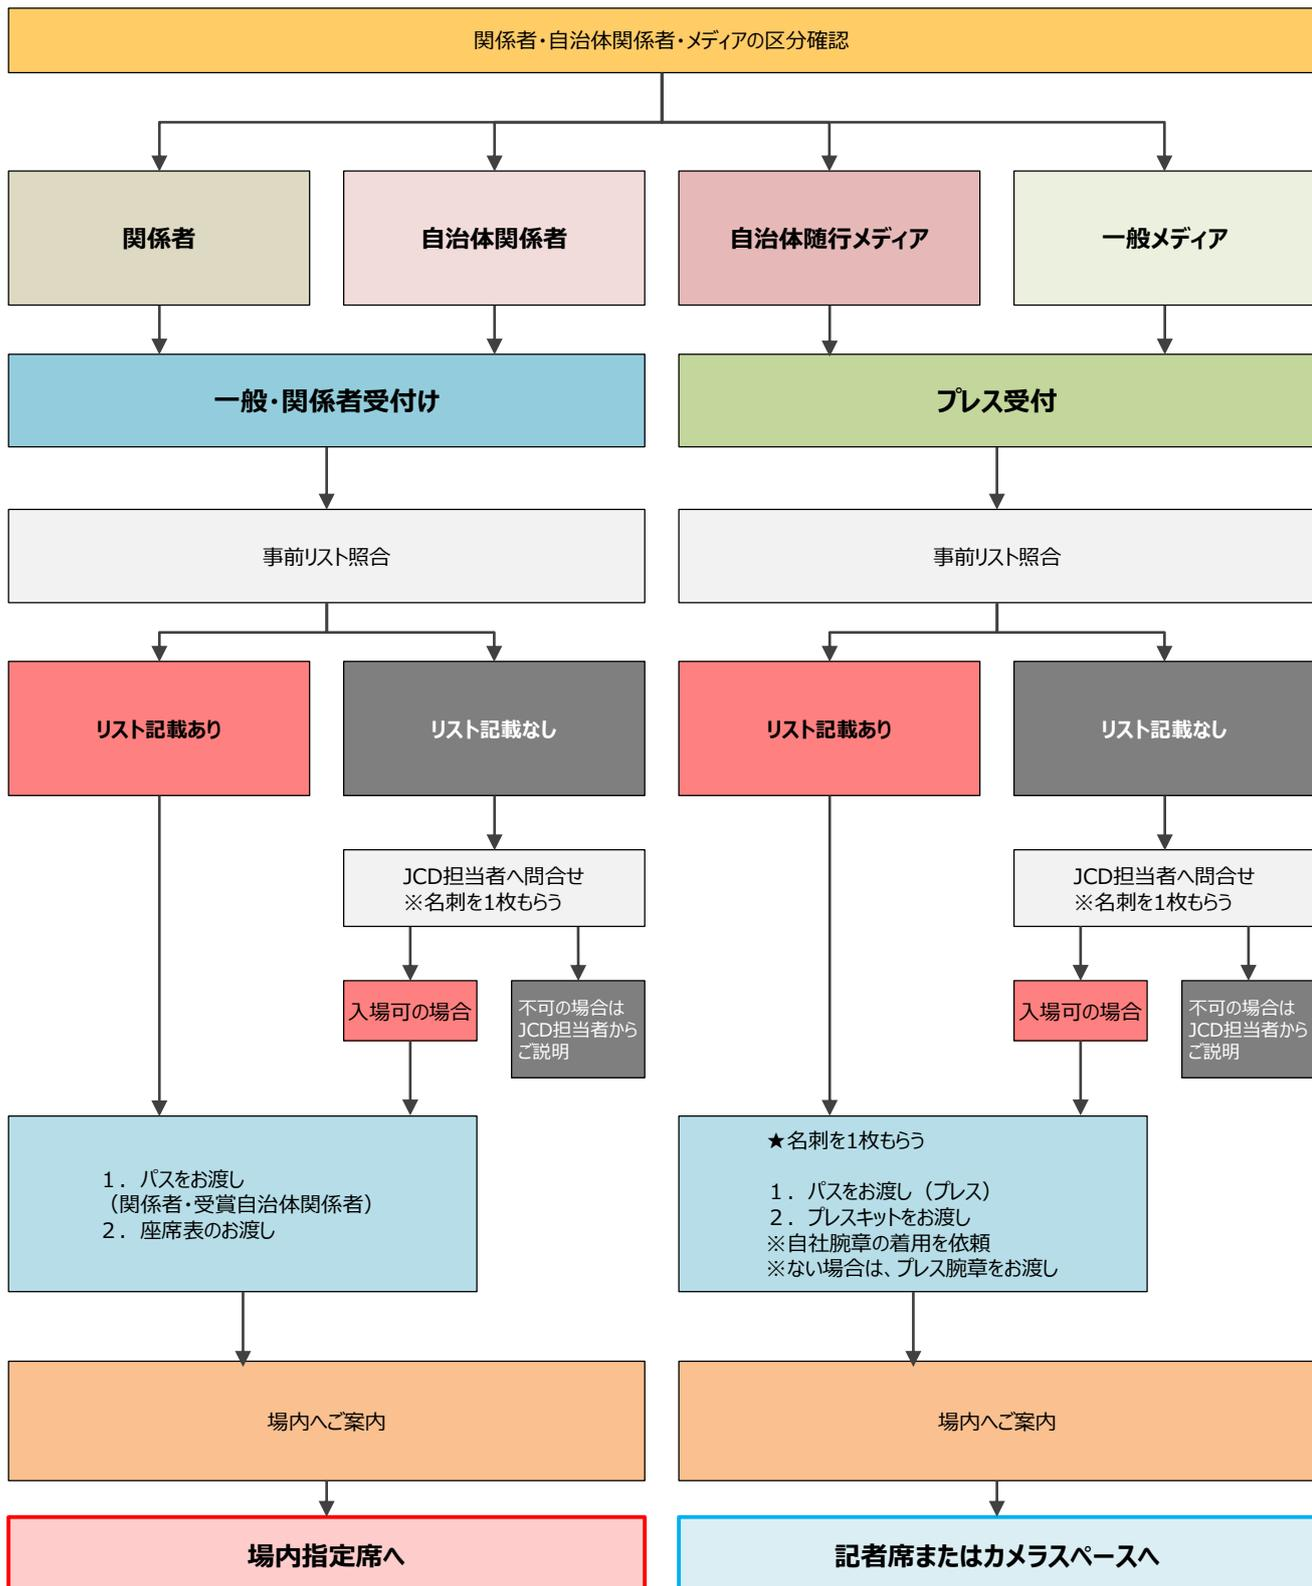 関係者・自治体関係者・メディアの区分確認
関係者
自治体関係者
自治体随行メディア
一般メディア
一般・関係者受付け
プレス受付
事前リスト照合
事前リスト照合
リスト記載あり
リスト記載なし
リスト記載あり
リスト記載なし
JCD担当者へ問合せ
※名刺を1枚もらう
JCD担当者へ問合せ
※名刺を1枚もらう
入場可の場合
不可の場合は
JCD担当者から
ご説明
入場可の場合
不可の場合は
JCD担当者から
ご説明
１．パスをお渡し
（関係者・受賞自治体関係者）
２．座席表のお渡し
★名刺を1枚もらう
１．パスをお渡し（プレス）
２．プレスキットをお渡し
※自社腕章の着用を依頼
※ない場合は、プレス腕章をお渡し
場内へご案内
場内へご案内
場内指定席へ
記者席またはカメラスペースへ